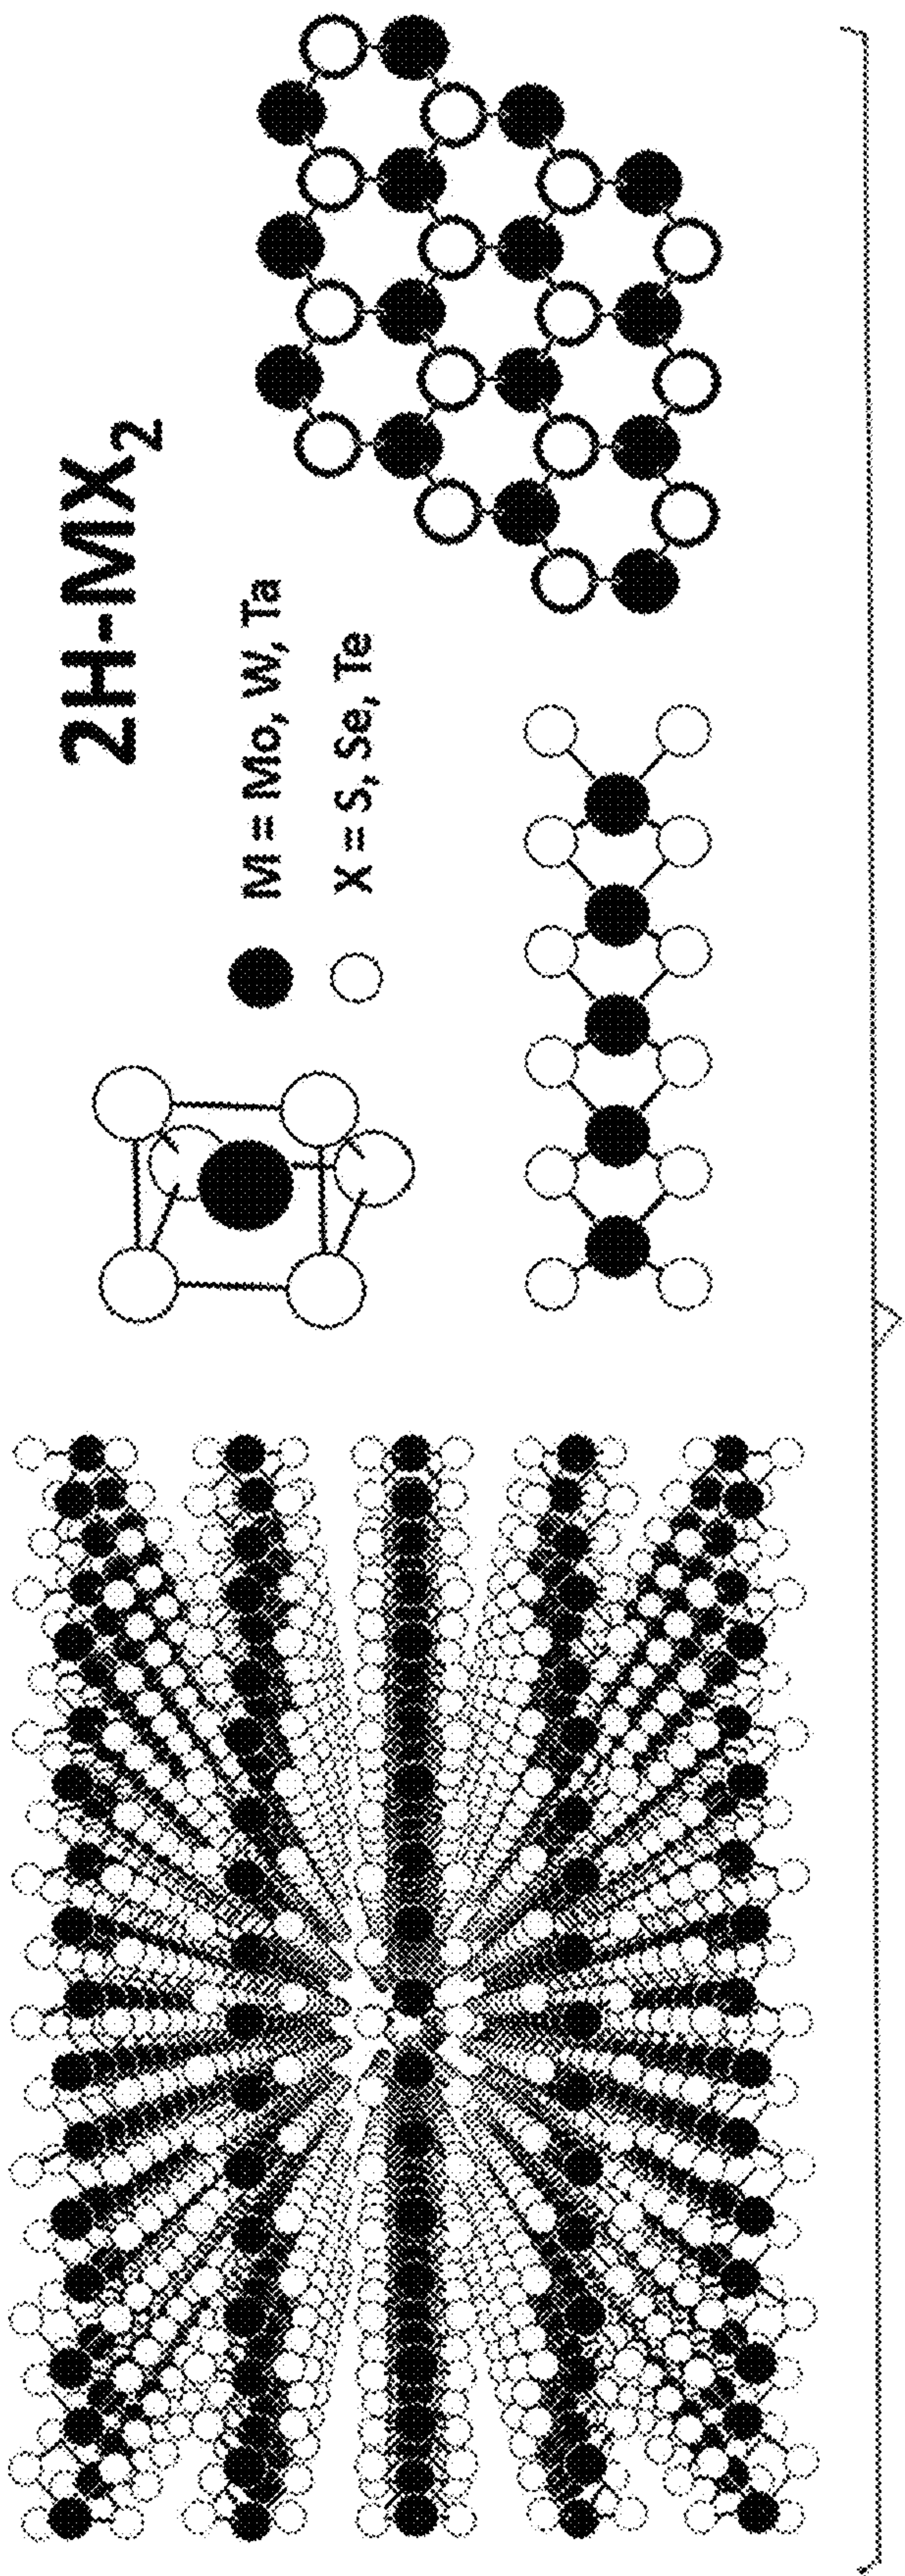 2H-MX₂
M = Mo, W, Ta
X = S, Se, Te